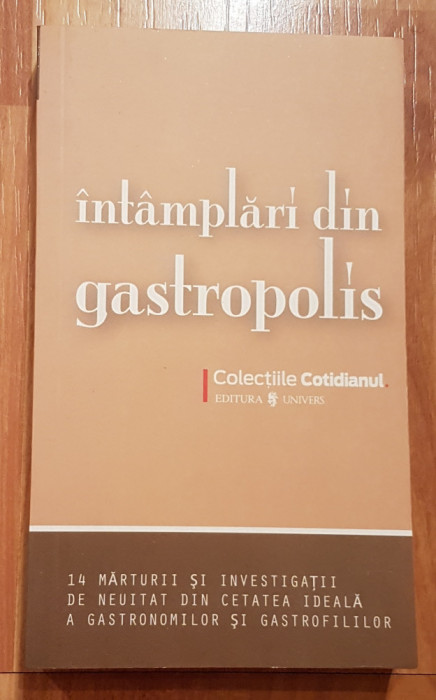 întâmplări din
gastropolis
Colecțiile Cotidianul.
EDITURA UNIVERS
14 MĂRTURII ȘI INVESTIGAȚII
DE NEUITAT DIN CETATEA IDEALĂ
A GASTRONOMILOR ȘI GASTROFILILOR